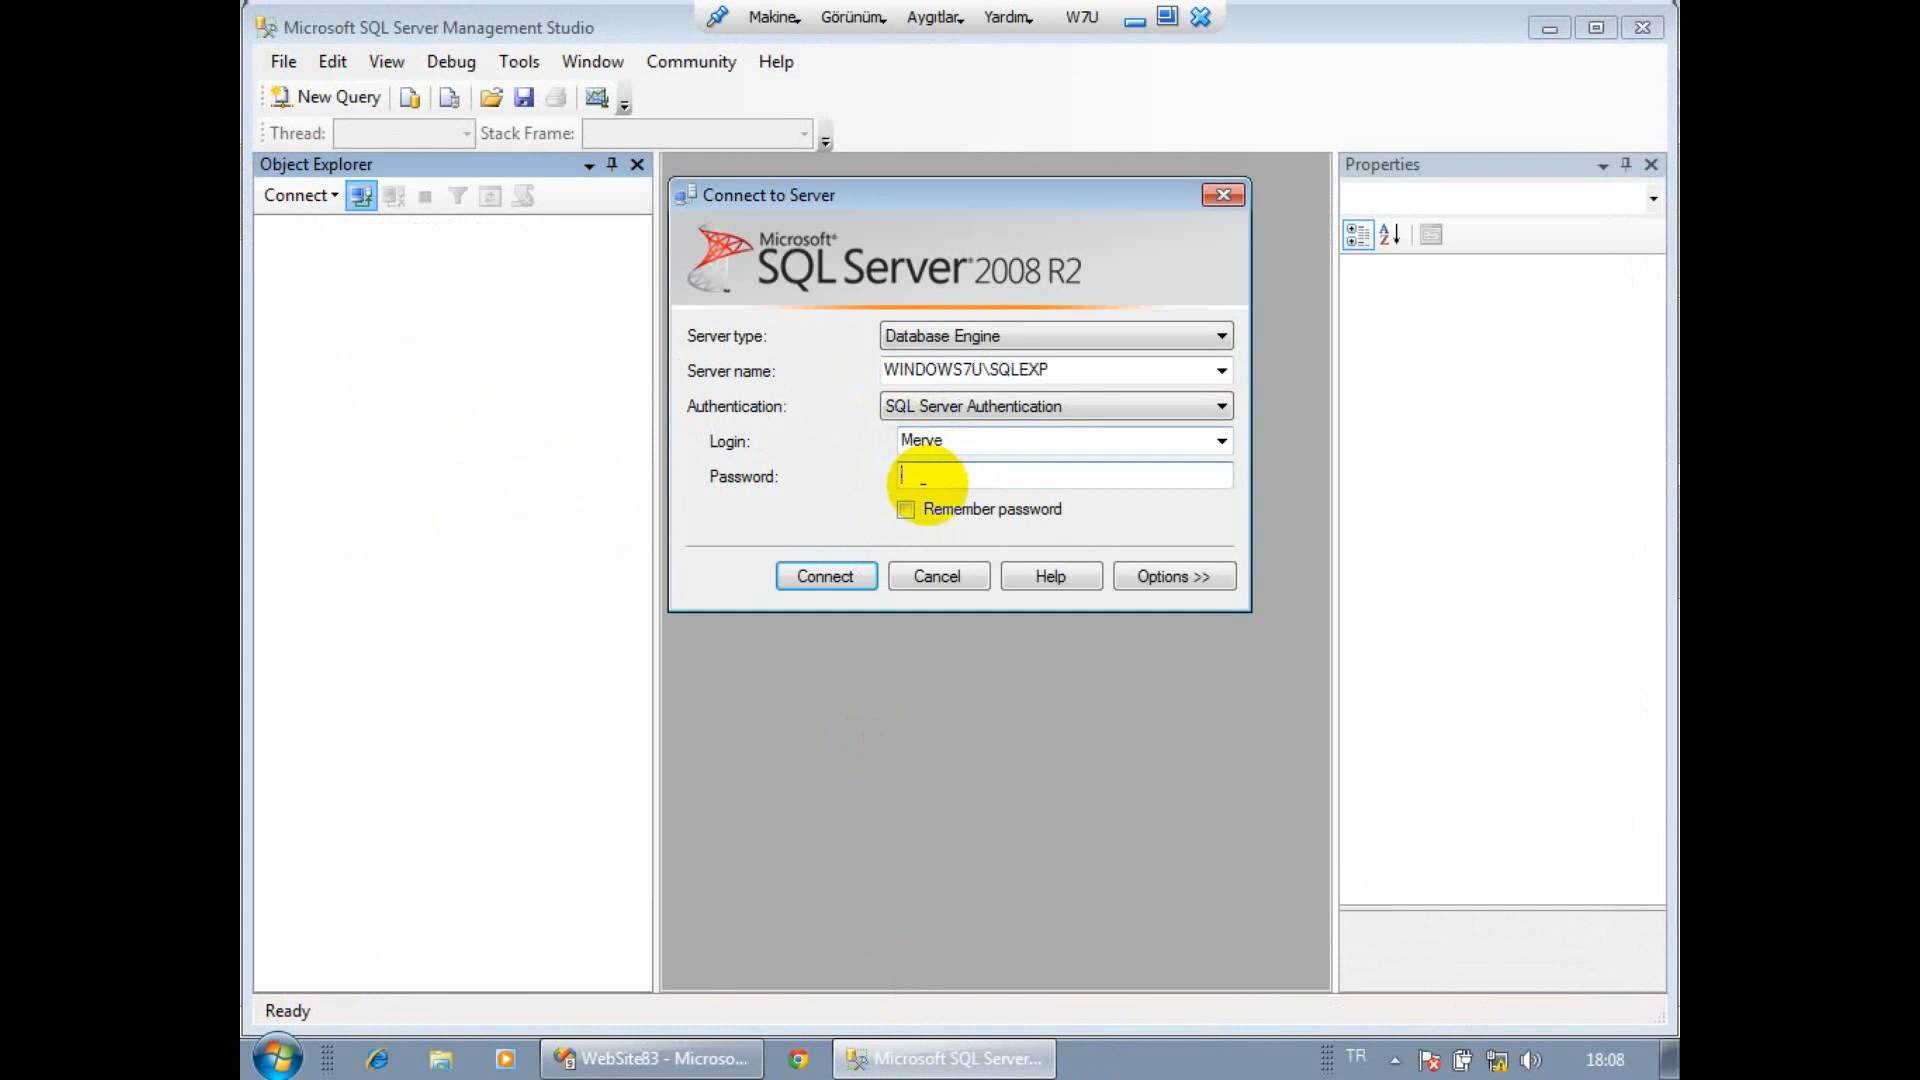 Microsoft SQL Server Management Studio
Makine Görünüm Aygıtlar Yardım W7U
File Edit View Debug Tools Window Community Help
New Query
Thread: Stack Frame:
Object Explorer
Connect
Properties
Connect to Server
Microsoft®
SQL Server® 2008 R2
Server type: Database Engine
Server name: WINDOWS7U\SQLEXP
Authentication: SQL Server Authentication
Login: Merve
Password:
Remember password
Connect Cancel Help Options >>
Ready
WebSite83 - Microso... Microsoft SQL Server... TR 18:08